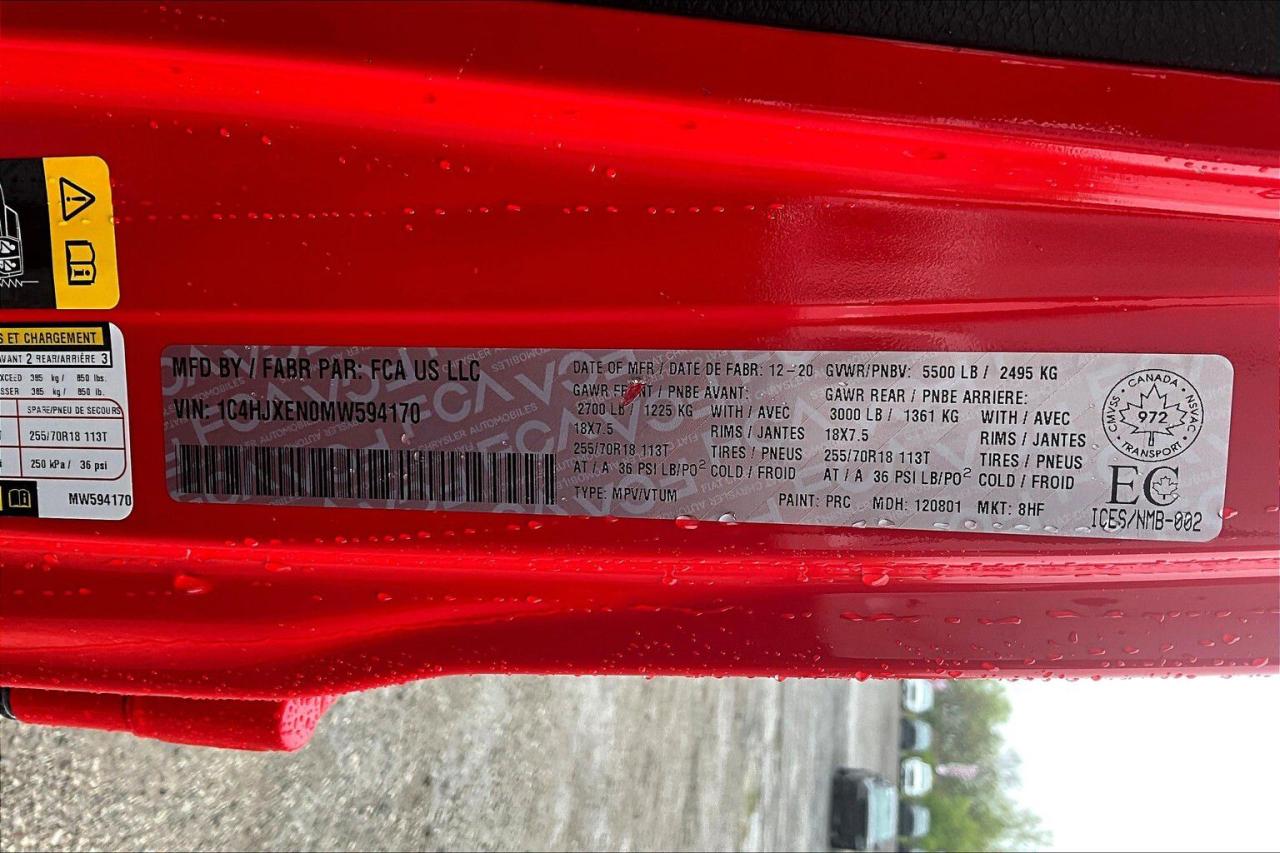 S ET CHARGEMENT
AVANT 2 REAR/ARRIÈRE 3
EXCEED 385 kg / 850 lbs.
SSER 385 kg / 850 lb.
SPARE/PNEU DE SECOURS
255/70R18 113T
250 kPa / 36 psi
MW594170
MFD BY / FABR PAR: FCA US LLC
VIN: 1C4HJXEN0MW594170
DATE OF MFR / DATE DE FABR: 12-20 GVWR/PNBV: 5500 LB / 2495 KG
GAWR FRONT / PNBE AVANT:
2700 LB / 1225 KG WITH / AVEC
18X7.5 RIMS / JANTES
255/70R18 113T TIRES / PNEUS
AT / A 36 PSI LB/PO² COLD / FROID
GAWR REAR / PNBE ARRIERE:
3000 LB / 1361 KG WITH / AVEC
18X7.5 RIMS / JANTES
255/70R18 113T TIRES / PNEUS
AT / A 36 PSI LB/PO² COLD / FROID
TYPE: MPV/VTUM PAINT: PRC MDH: 120801 MKT: 8HF
CANADA
CMVSS 972 NSVAC
TRANSPORT
EC
ICES/NMB-002